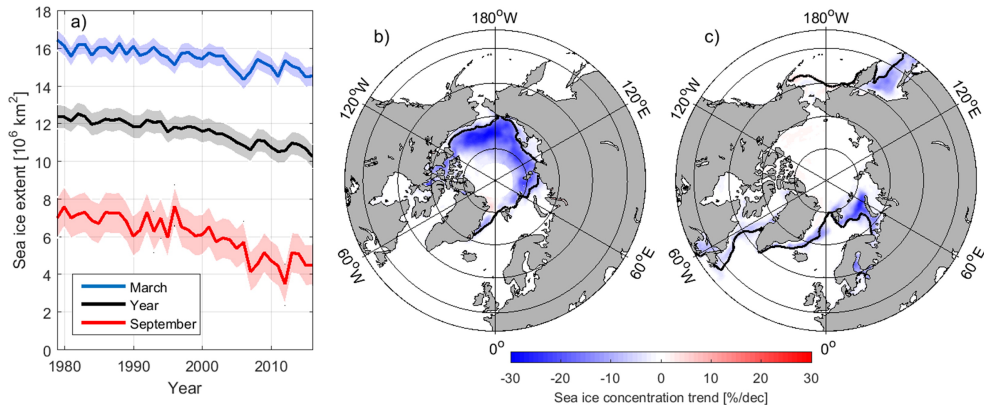 a)
Sea ice extent [10⁶ km²]
18
16
14
12
10
8
6
4
2
0
March
Year
September
1980
1990
2000
2010
Year
b)
180°W
120°W
120°E
60°W
60°E
0°
c)
180°W
120°W
120°E
60°W
60°E
0°
-30 -20 -10 0 10 20 30
Sea ice concentration trend [%/dec]